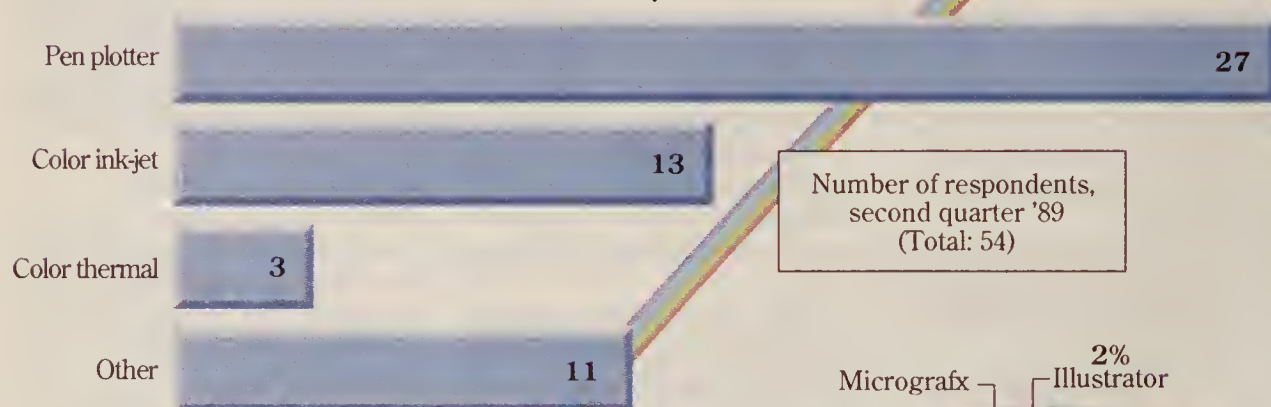 Pen plotter 27
Color ink-jet 13
Number of respondents,
second quarter '89
(Total: 54)
Color thermal 3
Other 11
2%
Micrografx Illustrator